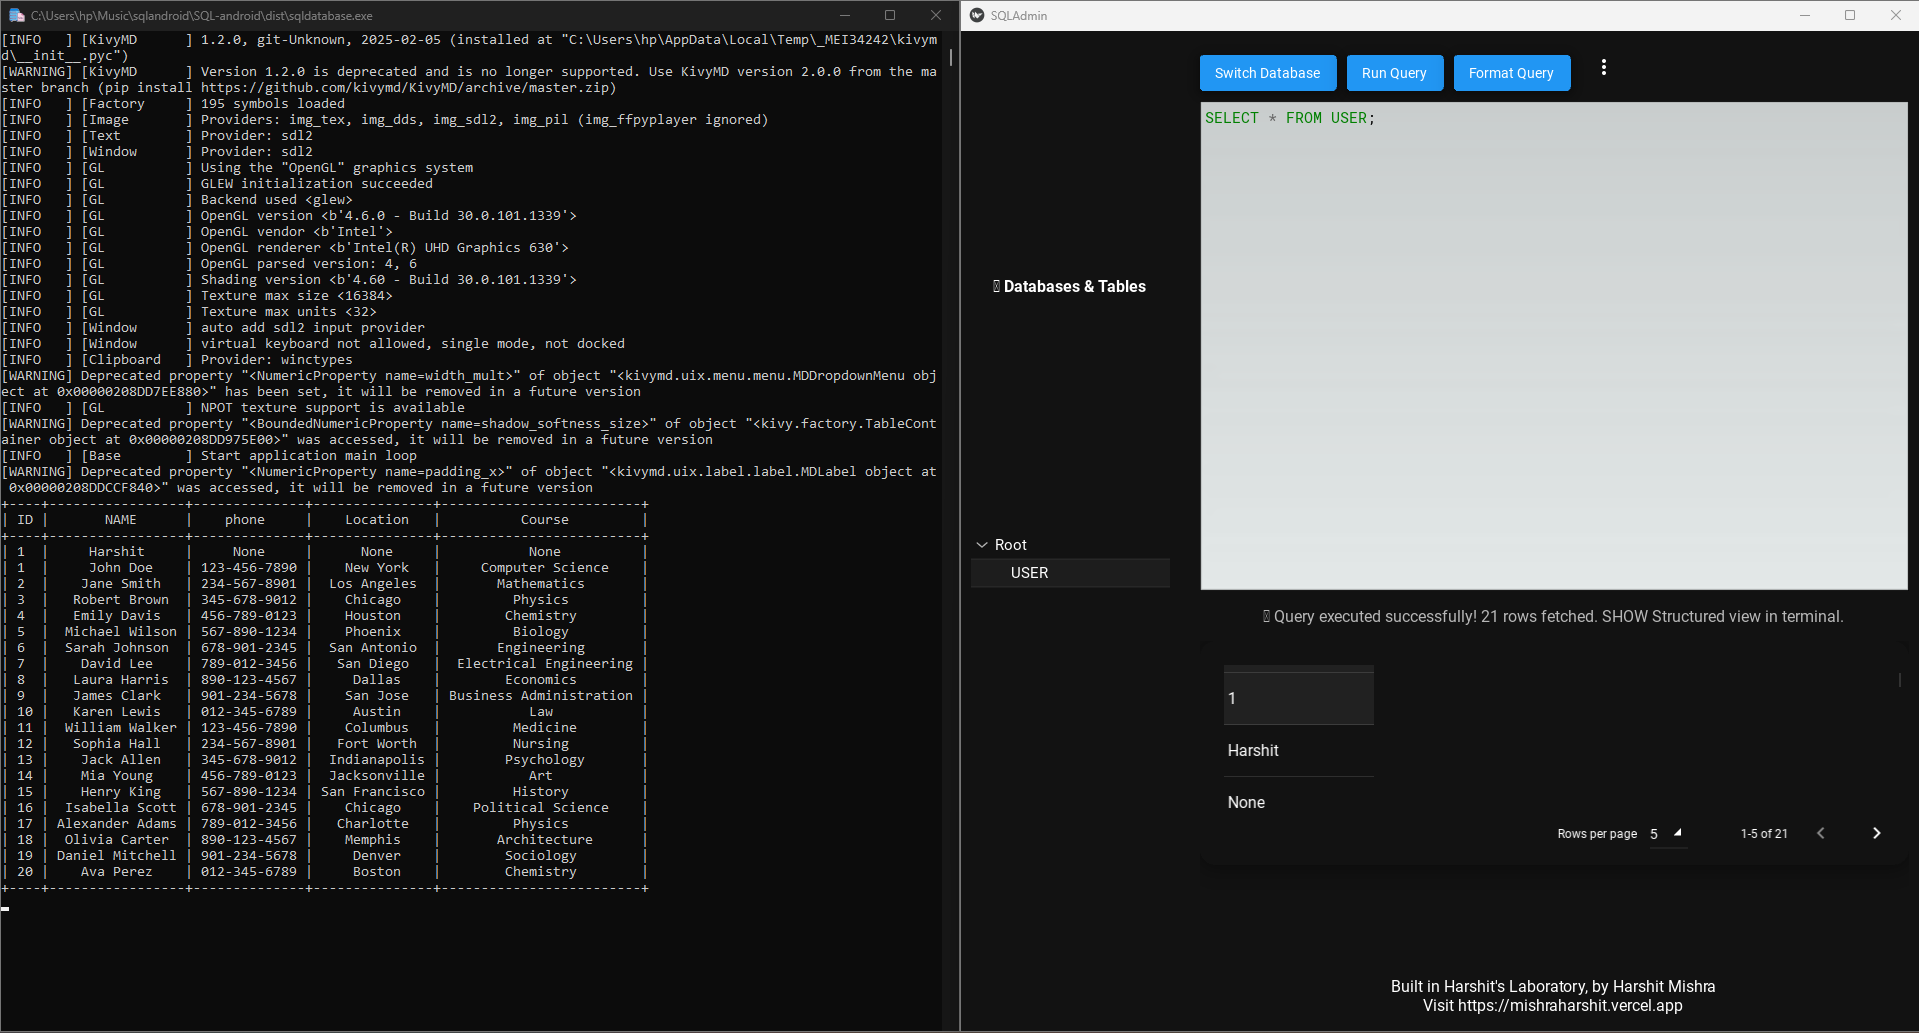 C:\Users\hp\Music\sqlandroid\SQL-android\dist\sqldatabase.exe
[INFO   ] [KivyMD      ] 1.2.0, git-Unknown, 2025-02-05 (installed at "C:\Users\hp\AppData\Local\Temp\_MEI34242\kivym
d\__init__.pyc")
[WARNING] [KivyMD      ] Version 1.2.0 is deprecated and is no longer supported. Use KivyMD version 2.0.0 from the ma
ster branch (pip install https://github.com/kivymd/KivyMD/archive/master.zip)
[INFO   ] [Factory     ] 195 symbols loaded
[INFO   ] [Image       ] Providers: img_tex, img_dds, img_sdl2, img_pil (img_ffpyplayer ignored)
[INFO   ] [Text        ] Provider: sdl2
[INFO   ] [Window      ] Provider: sdl2
[INFO   ] [GL          ] Using the "OpenGL" graphics system
[INFO   ] [GL          ] GLEW initialization succeeded
[INFO   ] [GL          ] Backend used <glew>
[INFO   ] [GL          ] OpenGL version <b'4.6.0 - Build 30.0.101.1339'>
[INFO   ] [GL          ] OpenGL vendor <b'Intel'>
[INFO   ] [GL          ] OpenGL renderer <b'Intel(R) UHD Graphics 630'>
[INFO   ] [GL          ] OpenGL parsed version: 4, 6
[INFO   ] [GL          ] Shading version <b'4.60 - Build 30.0.101.1339'>
[INFO   ] [GL          ] Texture max size <16384>
[INFO   ] [GL          ] Texture max units <32>
[INFO   ] [Window      ] auto add sdl2 input provider
[INFO   ] [Window      ] virtual keyboard not allowed, single mode, not docked
[INFO   ] [Clipboard   ] Provider: winctypes
[WARNING] Deprecated property "<NumericProperty name=width_mult>" of object "<kivymd.uix.menu.menu.MDDropdownMenu obj
ect at 0x00000208DD7EE880>" has been set, it will be removed in a future version
[INFO   ] [GL          ] NPOT texture support is available
[WARNING] Deprecated property "<BoundedNumericProperty name=shadow_softness_size>" of object "<kivy.factory.TableCont
ainer object at 0x00000208DD975E00>" was accessed, it will be removed in a future version
[INFO   ] [Base        ] Start application main loop
[WARNING] Deprecated property "<NumericProperty name=padding_x>" of object "<kivymd.uix.label.label.MDLabel object at
 0x00000208DDCCF840>" was accessed, it will be removed in a future version
+----+-----------------+--------------+---------------+-------------------------+
| ID |       NAME      |    phone     |    Location   |          Course         |
+----+-----------------+--------------+---------------+-------------------------+
| 1  |     Harshit     |     None     |      None     |           None          |
| 1  |     John Doe    | 123-456-7890 |    New York   |     Computer Science    |
| 2  |    Jane Smith   | 234-567-8901 |  Los Angeles  |       Mathematics       |
| 3  |   Robert Brown  | 345-678-9012 |    Chicago    |         Physics         |
| 4  |   Emily Davis   | 456-789-0123 |    Houston    |        Chemistry        |
| 5  |  Michael Wilson | 567-890-1234 |    Phoenix    |         Biology         |
| 6  |  Sarah Johnson  | 678-901-2345 |  San Antonio  |       Engineering       |
| 7  |    David Lee    | 789-012-3456 |   San Diego   |  Electrical Engineering |
| 8  |   Laura Harris  | 890-123-4567 |     Dallas    |        Economics        |
| 9  |   James Clark   | 901-234-5678 |    San Jose   | Business Administration |
| 10 |   Karen Lewis   | 012-345-6789 |     Austin    |           Law           |
| 11 |  William Walker | 123-456-7890 |    Columbus   |         Medicine        |
| 12 |   Sophia Hall   | 234-567-8901 |   Fort Worth  |         Nursing         |
| 13 |    Jack Allen   | 345-678-9012 |  Indianapolis |        Psychology       |
| 14 |    Mia Young    | 456-789-0123 |  Jacksonville |           Art           |
| 15 |    Henry King   | 567-890-1234 | San Francisco |         History         |
| 16 |  Isabella Scott | 678-901-2345 |    Chicago    |    Political Science    |
| 17 | Alexander Adams | 789-012-3456 |   Charlotte   |         Physics         |
| 18 |  Olivia Carter  | 890-123-4567 |    Memphis    |       Architecture      |
| 19 | Daniel Mitchell | 901-234-5678 |     Denver    |        Sociology        |
| 20 |    Ava Perez    | 012-345-6789 |     Boston    |        Chemistry        |
+----+-----------------+--------------+---------------+-------------------------+
SQLAdmin
Switch Database Run Query Format Query
SELECT * FROM USER;
Databases & Tables
Root
USER
Query executed successfully! 21 rows fetched. SHOW Structured view in terminal.
1
Harshit
None
Rows per page 5 1-5 of 21
Built in Harshit's Laboratory, by Harshit Mishra
Visit https://mishraharshit.vercel.app